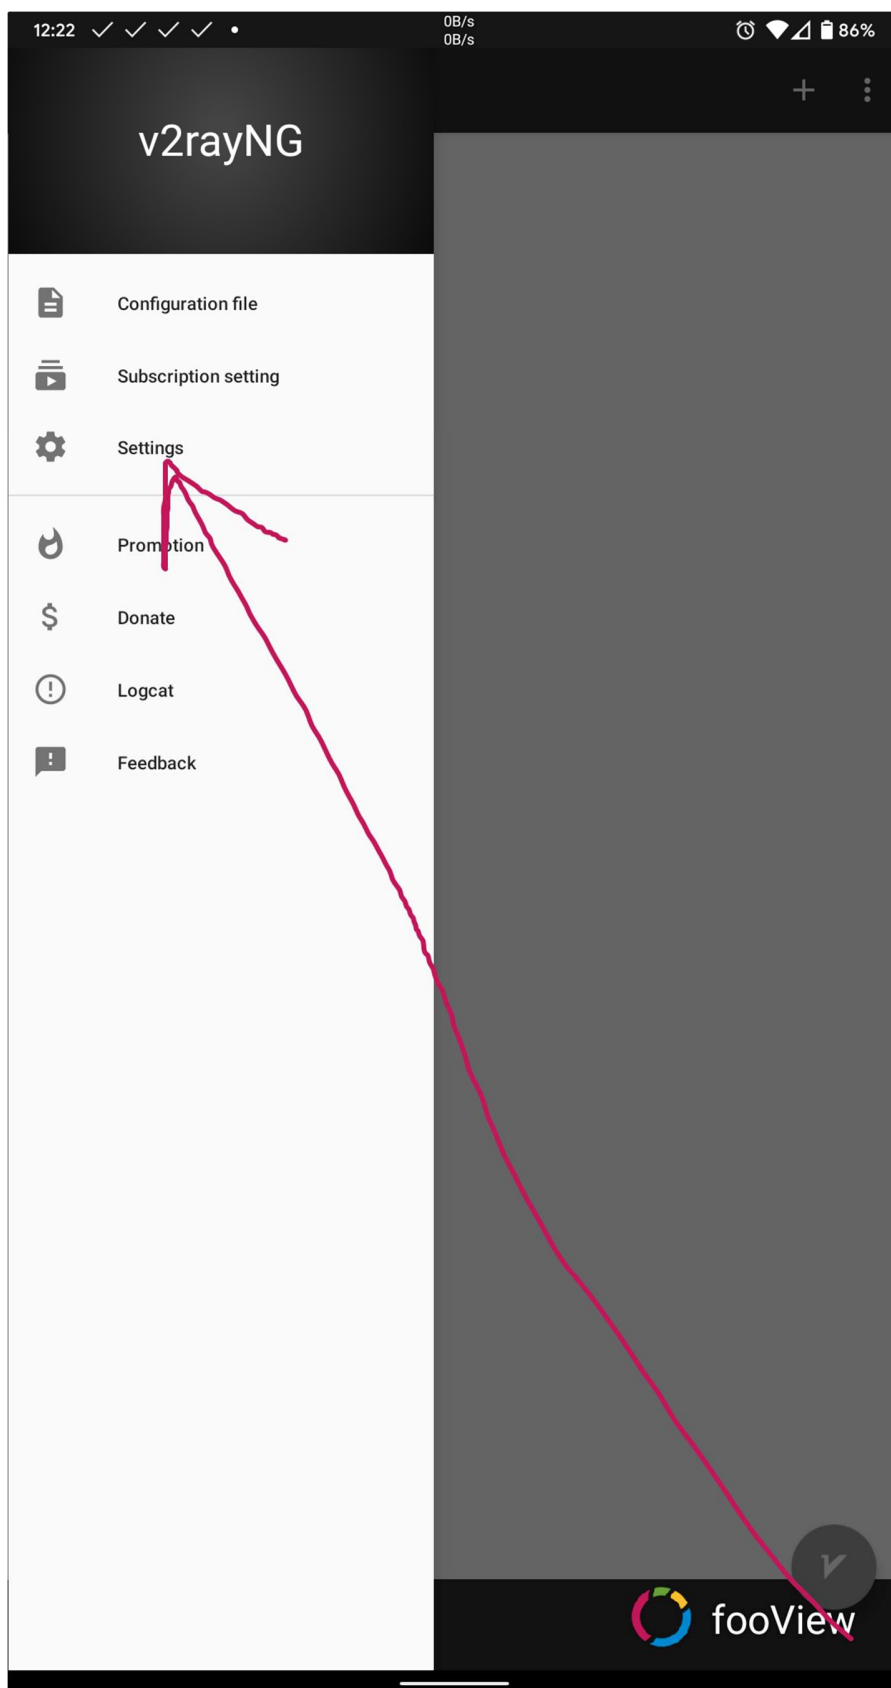 12:22
0B/s
0B/s
86%
v2rayNG
Configuration file
Subscription setting
Settings
Promotion
Donate
Logcat
Feedback
fooView